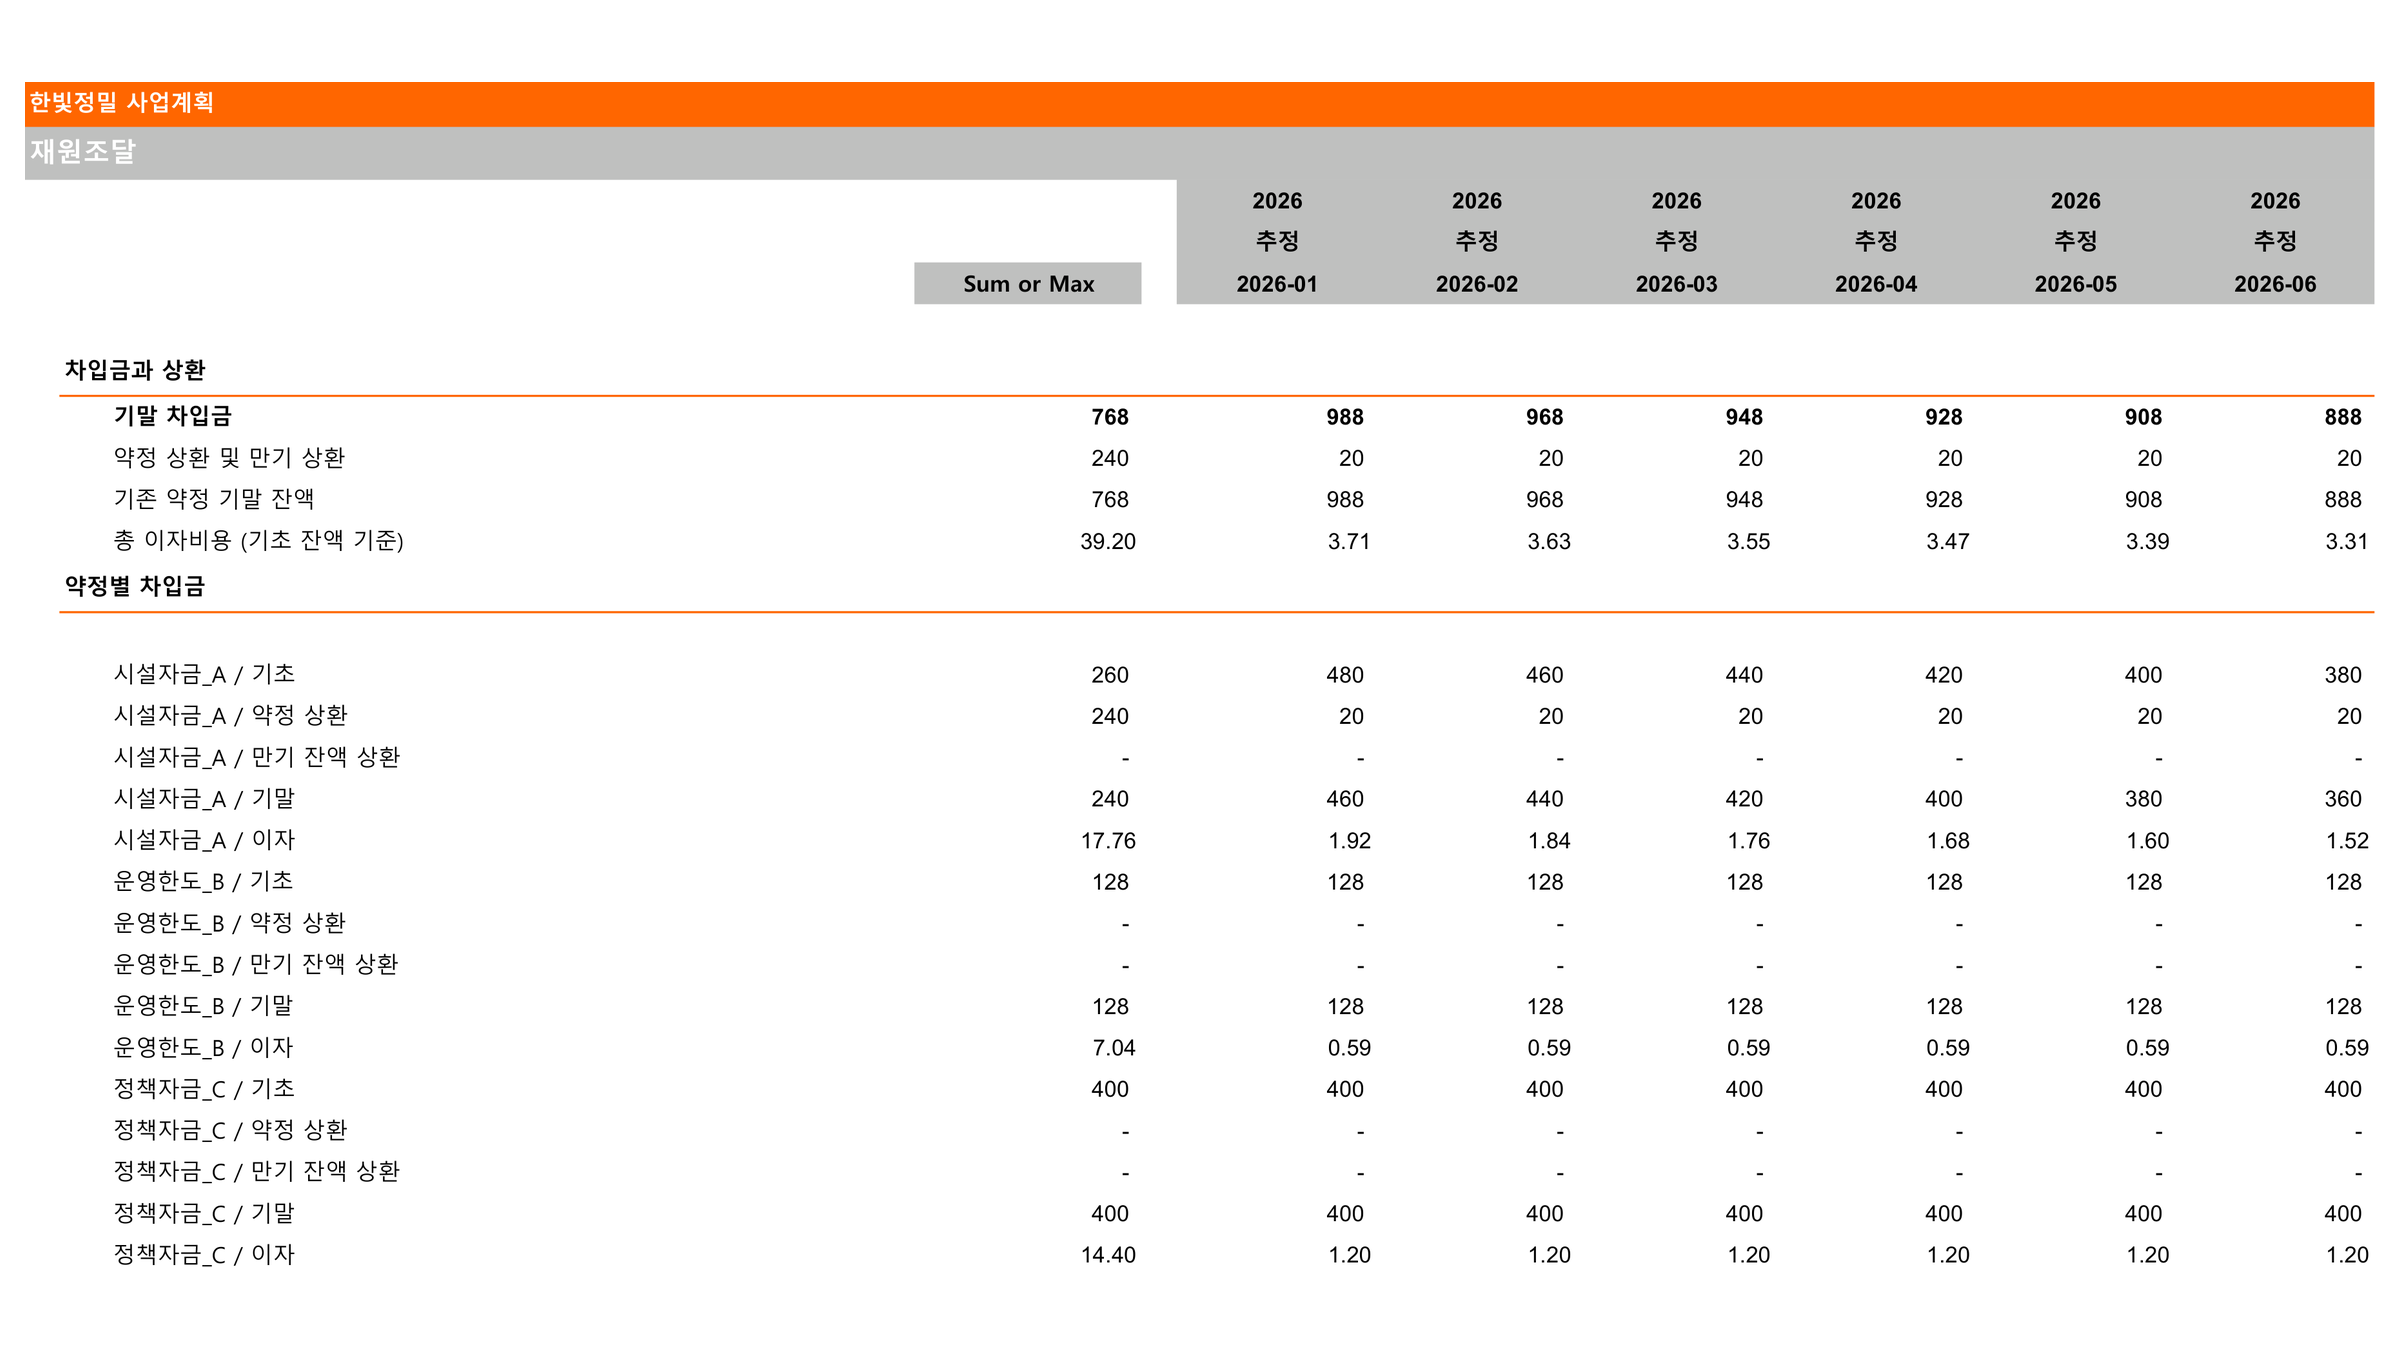 한빛정밀 사업계획
재원조달
2026 2026 2026 2026 2026 2026
추정 추정 추정 추정 추정 추정
Sum or Max 2026-01 2026-02 2026-03 2026-04 2026-05 2026-06
차입금과 상환
기말 차입금 768 988 968 948 928 908 888
약정 상환 및 만기 상환 240 20 20 20 20 20 20
기존 약정 기말 잔액 768 988 968 948 928 908 888
총 이자비용 (기초 잔액 기준) 39.20 3.71 3.63 3.55 3.47 3.39 3.31
약정별 차입금
시설자금_A / 기초 260 480 460 440 420 400 380
시설자금_A / 약정 상환 240 20 20 20 20 20 20
시설자금_A / 만기 잔액 상환 - - - - - - -
시설자금_A / 기말 240 460 440 420 400 380 360
시설자금_A / 이자 17.76 1.92 1.84 1.76 1.68 1.60 1.52
운영한도_B / 기초 128 128 128 128 128 128 128
운영한도_B / 약정 상환 - - - - - - -
운영한도_B / 만기 잔액 상환 - - - - - - -
운영한도_B / 기말 128 128 128 128 128 128 128
운영한도_B / 이자 7.04 0.59 0.59 0.59 0.59 0.59 0.59
정책자금_C / 기초 400 400 400 400 400 400 400
정책자금_C / 약정 상환 - - - - - - -
정책자금_C / 만기 잔액 상환 - - - - - - -
정책자금_C / 기말 400 400 400 400 400 400 400
정책자금_C / 이자 14.40 1.20 1.20 1.20 1.20 1.20 1.20